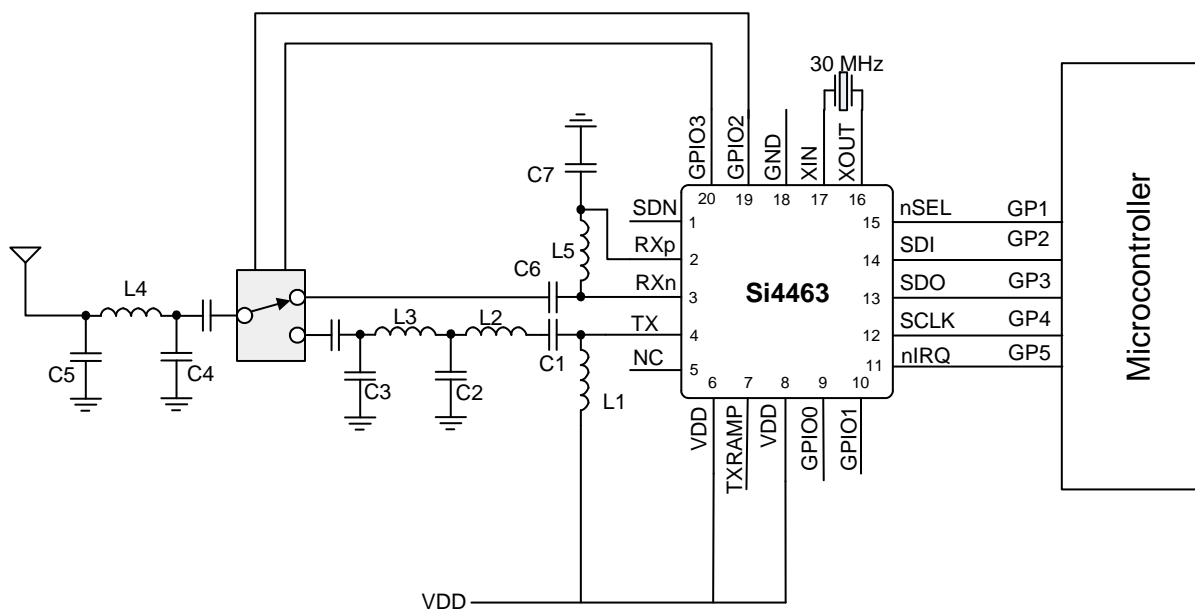 30 MHz
GPIO3
GPIO2
GND
XIN
XOUT
20
19
18
17
16
C7
SDN
1
15
nSEL
GP1
L5
RXp
2
14
SDI
GP2
L4
C6
RXn
3
Si4463
13
SDO
GP3
L3
L2
TX
4
12
SCLK
GP4
C5
C4
C3
C2
C1
NC
5
11
nIRQ
GP5
L1
6
7
8
9
10
VDD
TXRAMP
VDD
GPIO0
GPIO1
Microcontroller
VDD